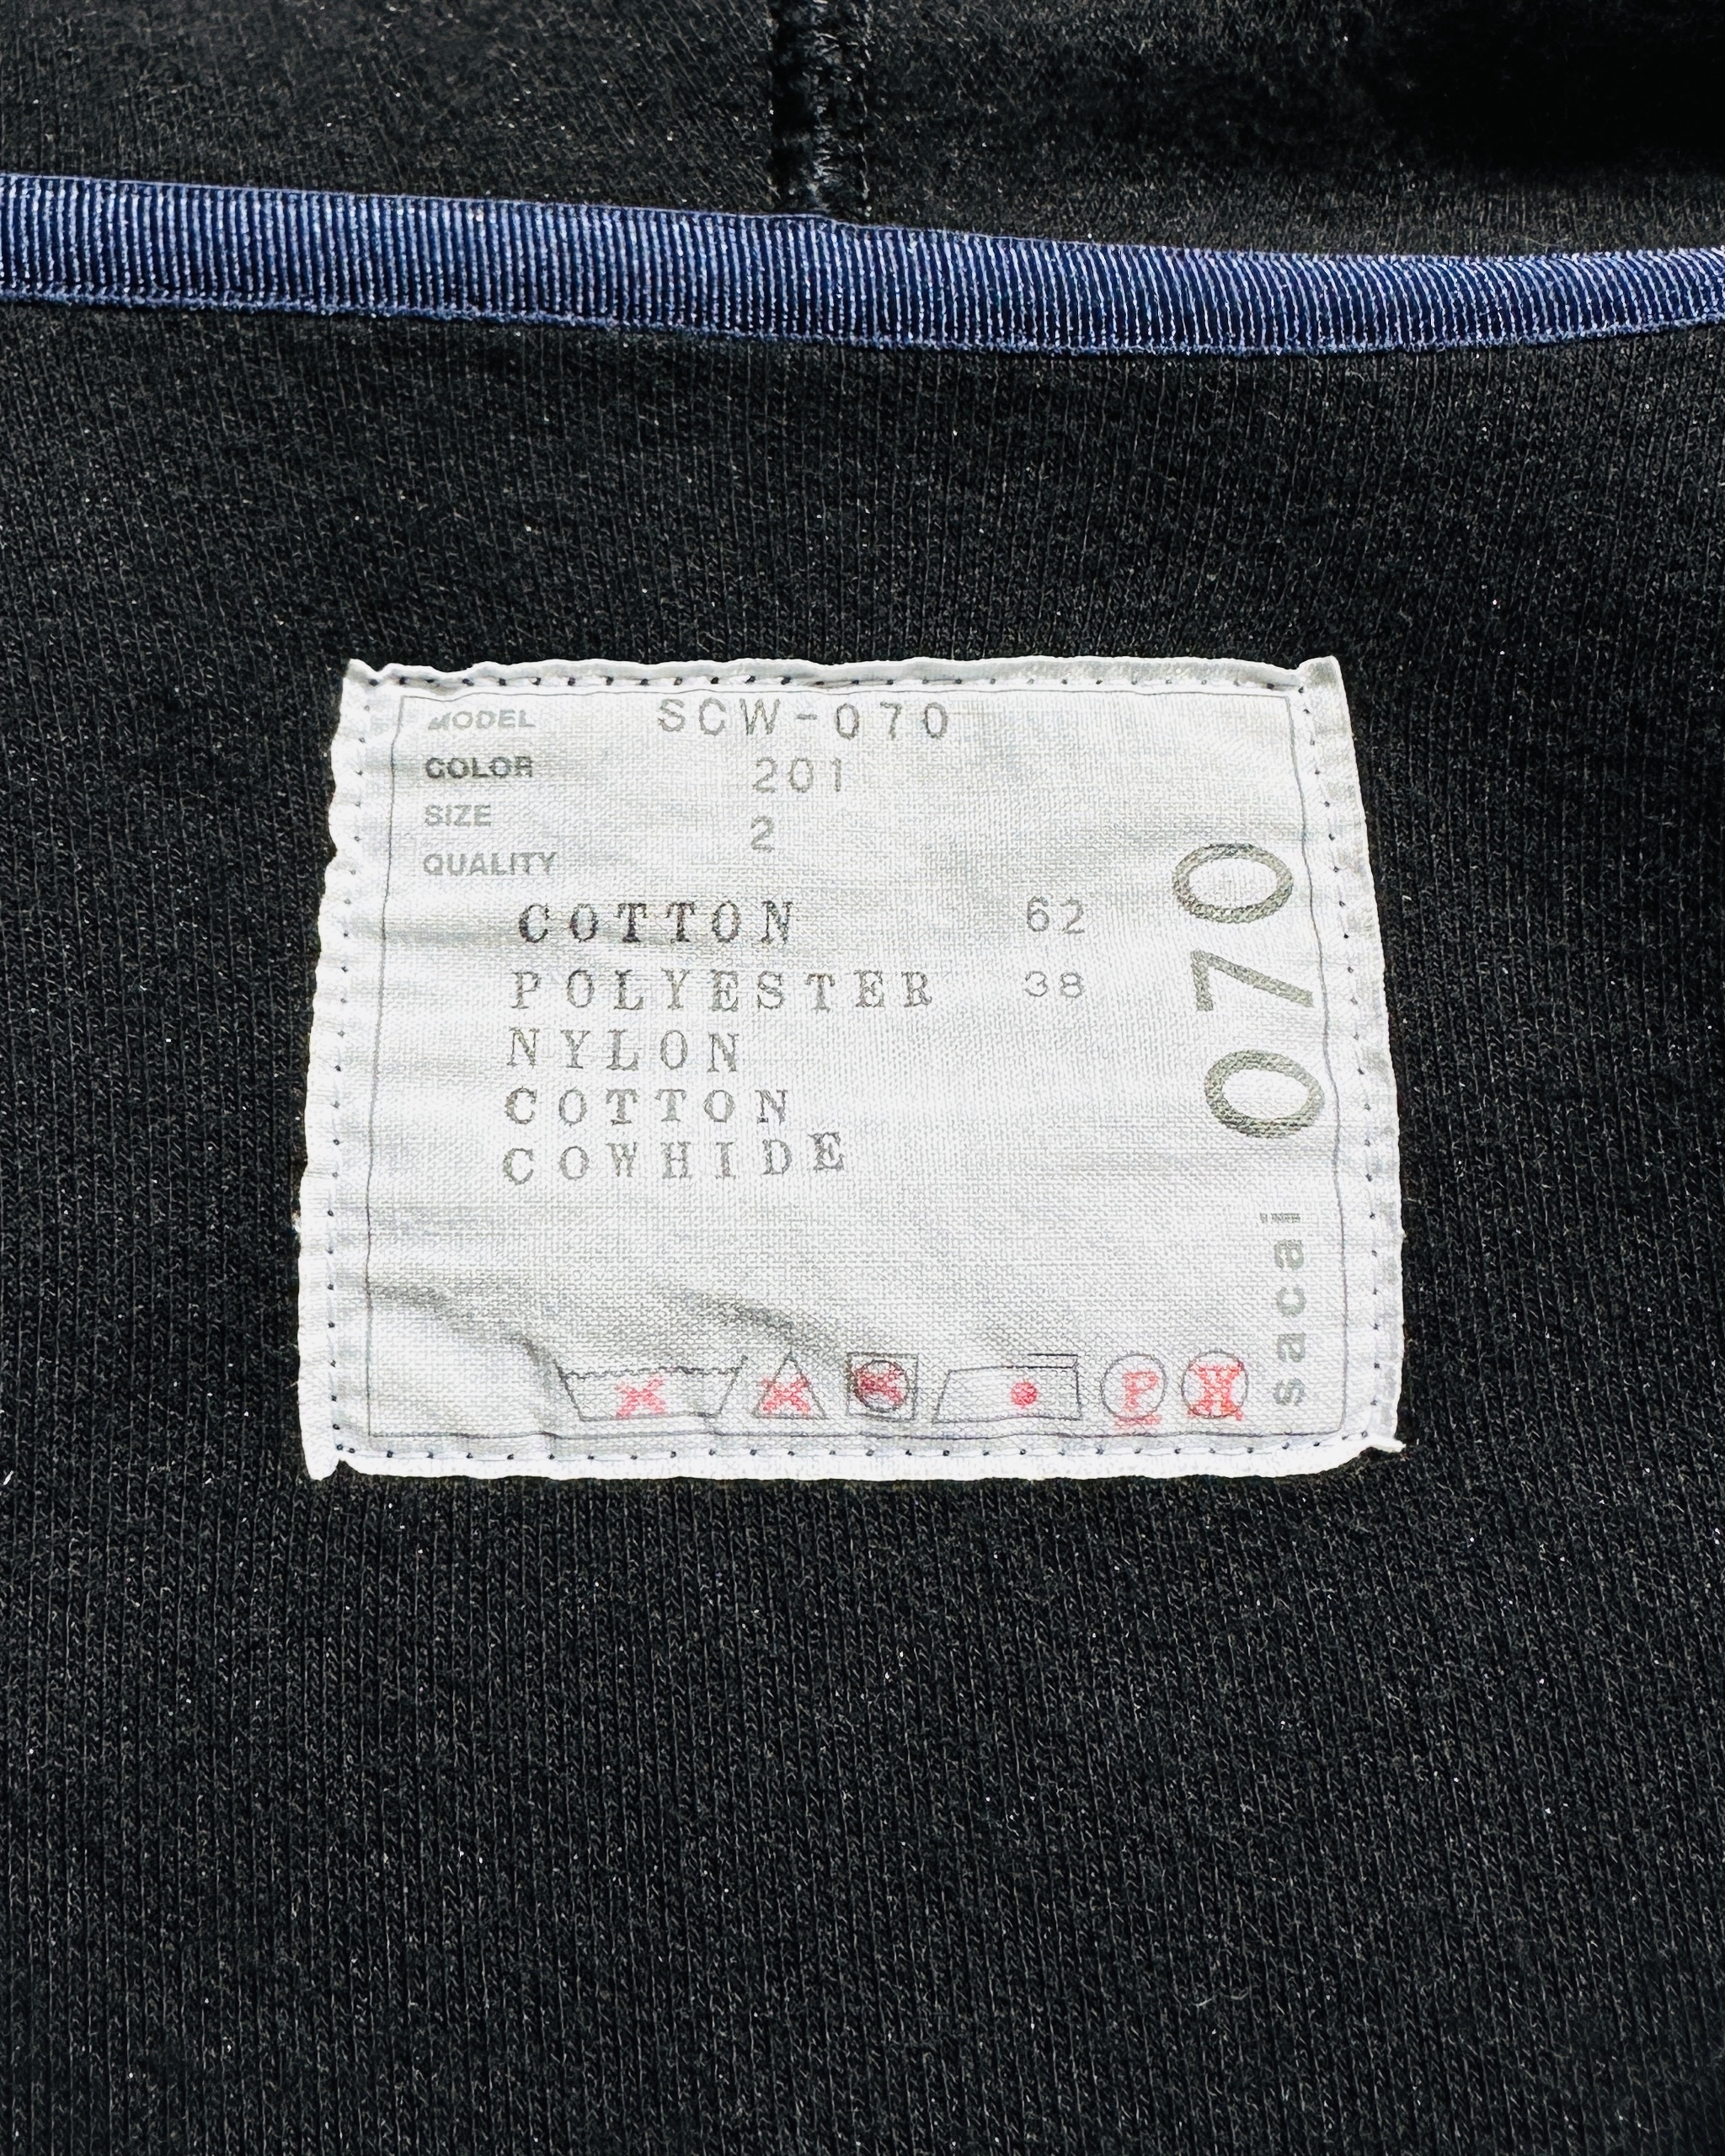 MODEL SCW-070
COLOR 201
SIZE 2
QUALITY
COTTON 62
POLYESTER 38
NYLON
COTTON
COWHIDE
sacai 070
P